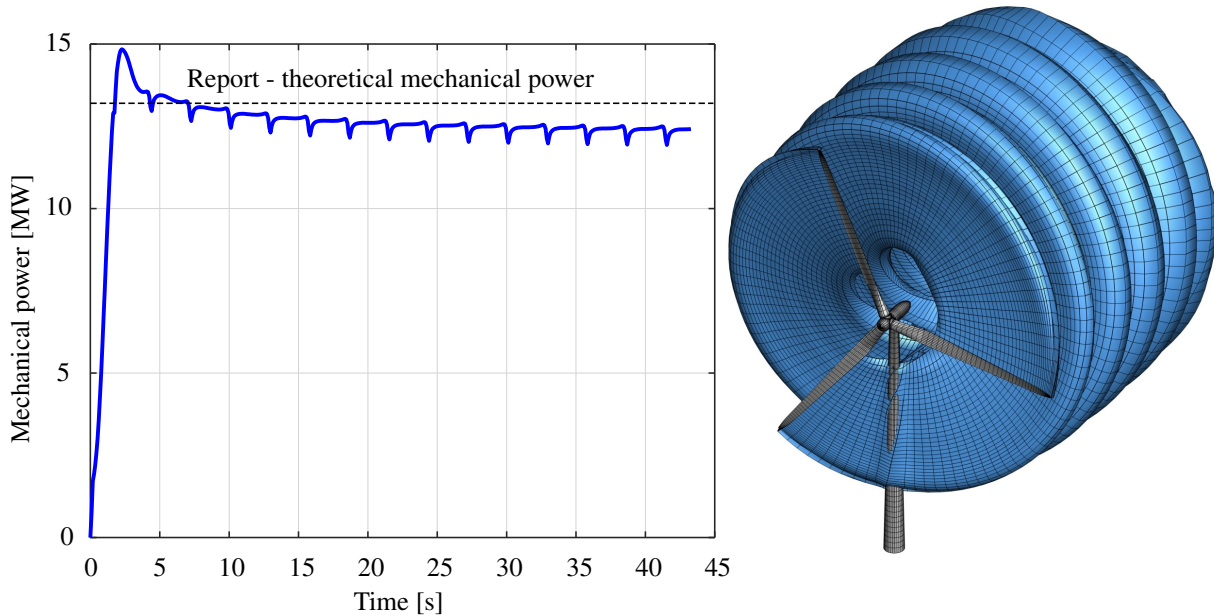 15
10
5
0
Mechanical power [MW]
Report - theoretical mechanical power
0 5 10 15 20 25 30 35 40 45
Time [s]